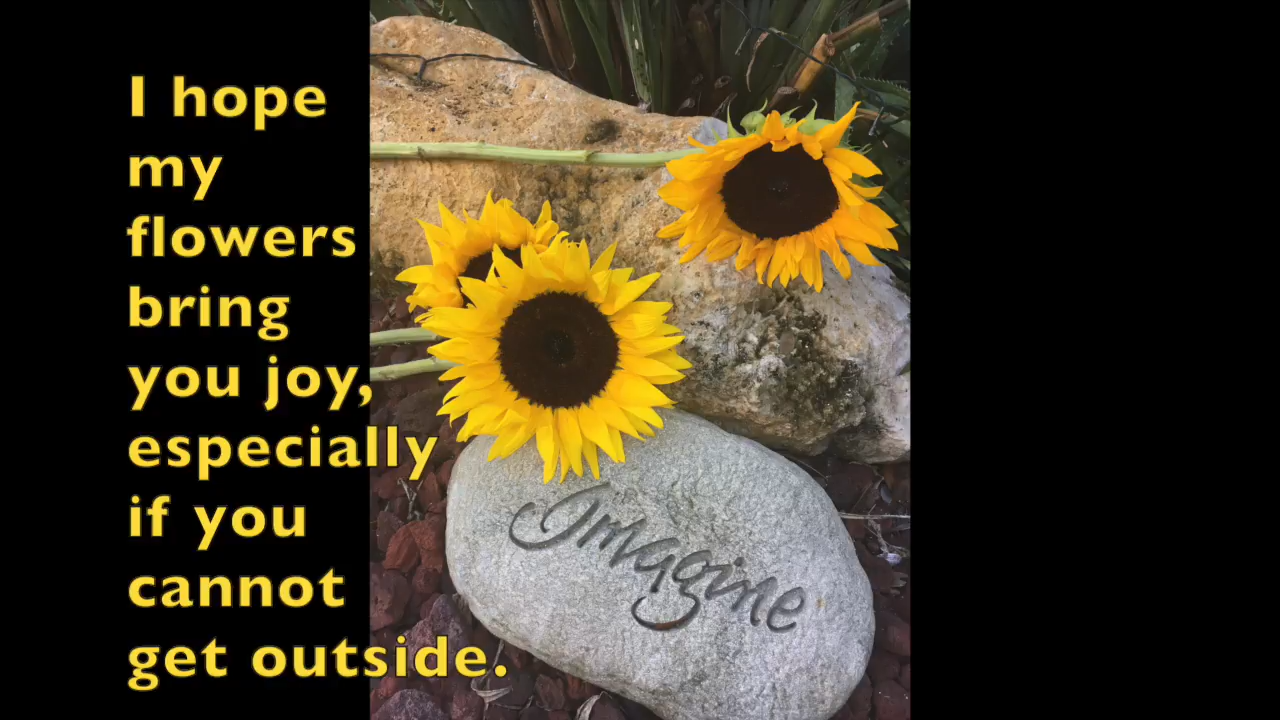 I hope
my
flowers
bring
you joy,
especially
if you
cannot
get outside.
Imagine